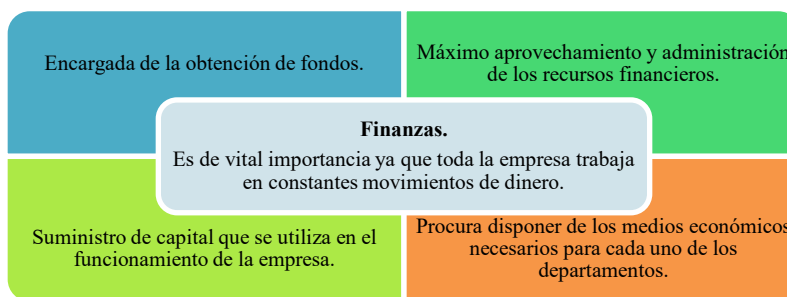 Encargada de la obtención de fondos.
Máximo aprovechamiento y administración
de los recursos financieros.
Finanzas.
Es de vital importancia ya que toda la empresa trabaja
en constantes movimientos de dinero.
Suministro de capital que se utiliza en el
funcionamiento de la empresa.
Procura disponer de los medios económicos
necesarios para cada uno de los
departamentos.